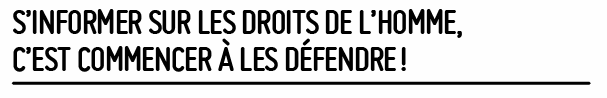 S'INFORMER SUR LES DROITS DE L'HOMME,
C'EST COMMENCER À LES DÉFENDRE !